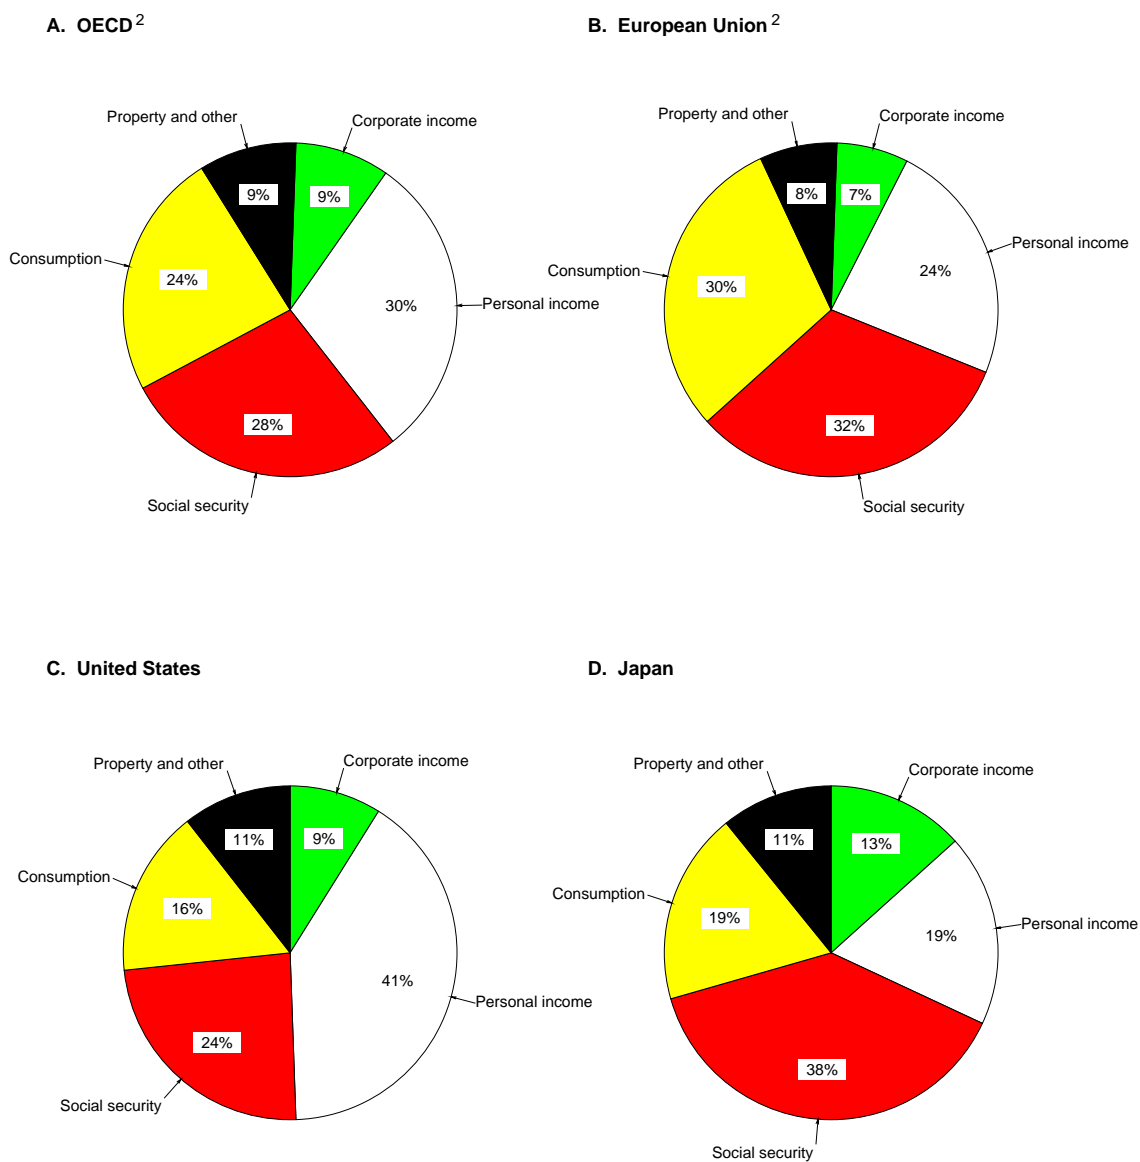 A. OECD 2
B. European Union 2
Property and other
Corporate income
9%
9%
Consumption
24%
30%
Personal income
28%
Social security
Property and other
Corporate income
8%
7%
Personal income
24%
Consumption
30%
32%
Social security
C. United States
D. Japan
Property and other
Corporate income
11%
9%
Consumption
16%
41%
Personal income
24%
Social security
Property and other
Corporate income
11%
13%
Consumption
19%
19%
Personal income
38%
Social security